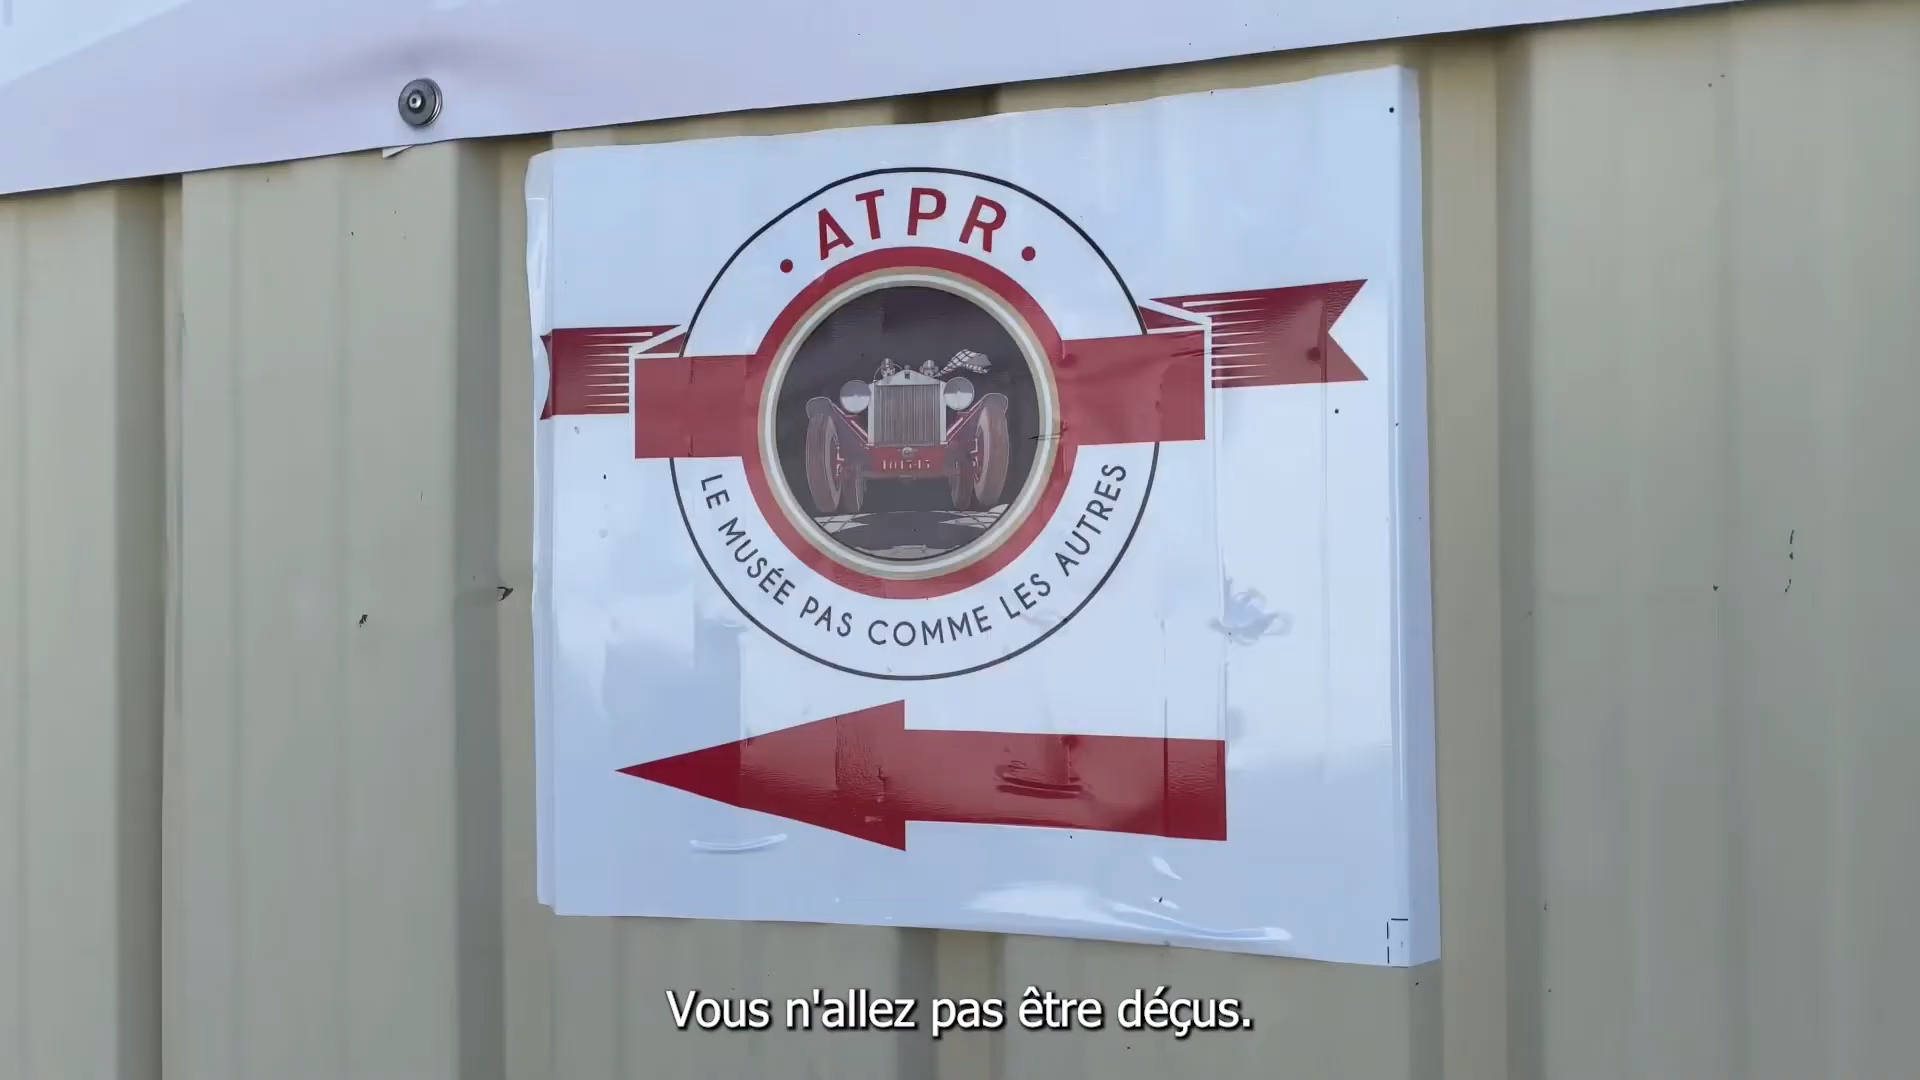 ATPR
LE MUSÉE PAS COMME LES AUTRES
Vous n'allez pas être déçus.